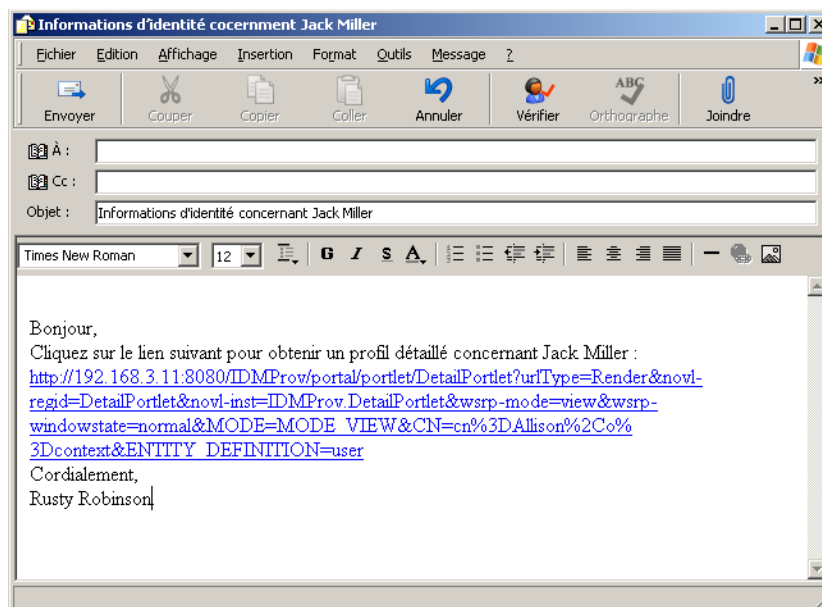 Informations d'identité cocernment Jack Miller
Fichier Edition Affichage Insertion Format Outils Message ?
Envoyer Couper Copier Coller Annuler Vérifier Orthographe Joindre
À :
Cc :
Objet : Informations d'identité concernant Jack Miller
Times New Roman 12 G I S A
Bonjour,
Cliquez sur le lien suivant pour obtenir un profil détaillé concernant Jack Miller :
http://192.168.3.11:8080/IDMProv/portal/portlet/DetailPortlet?urlType=Render&novl-
regid=DetailPortlet&novl-inst=IDMProv.DetailPortlet&wsrp-mode=view&wsrp-
windowstate=normal&MODE=MODE_VIEW&CN=cn%3DAllison%2Co%
3Dcontext&ENTITY_DEFINITION=user
Cordialement,
Rusty Robinson